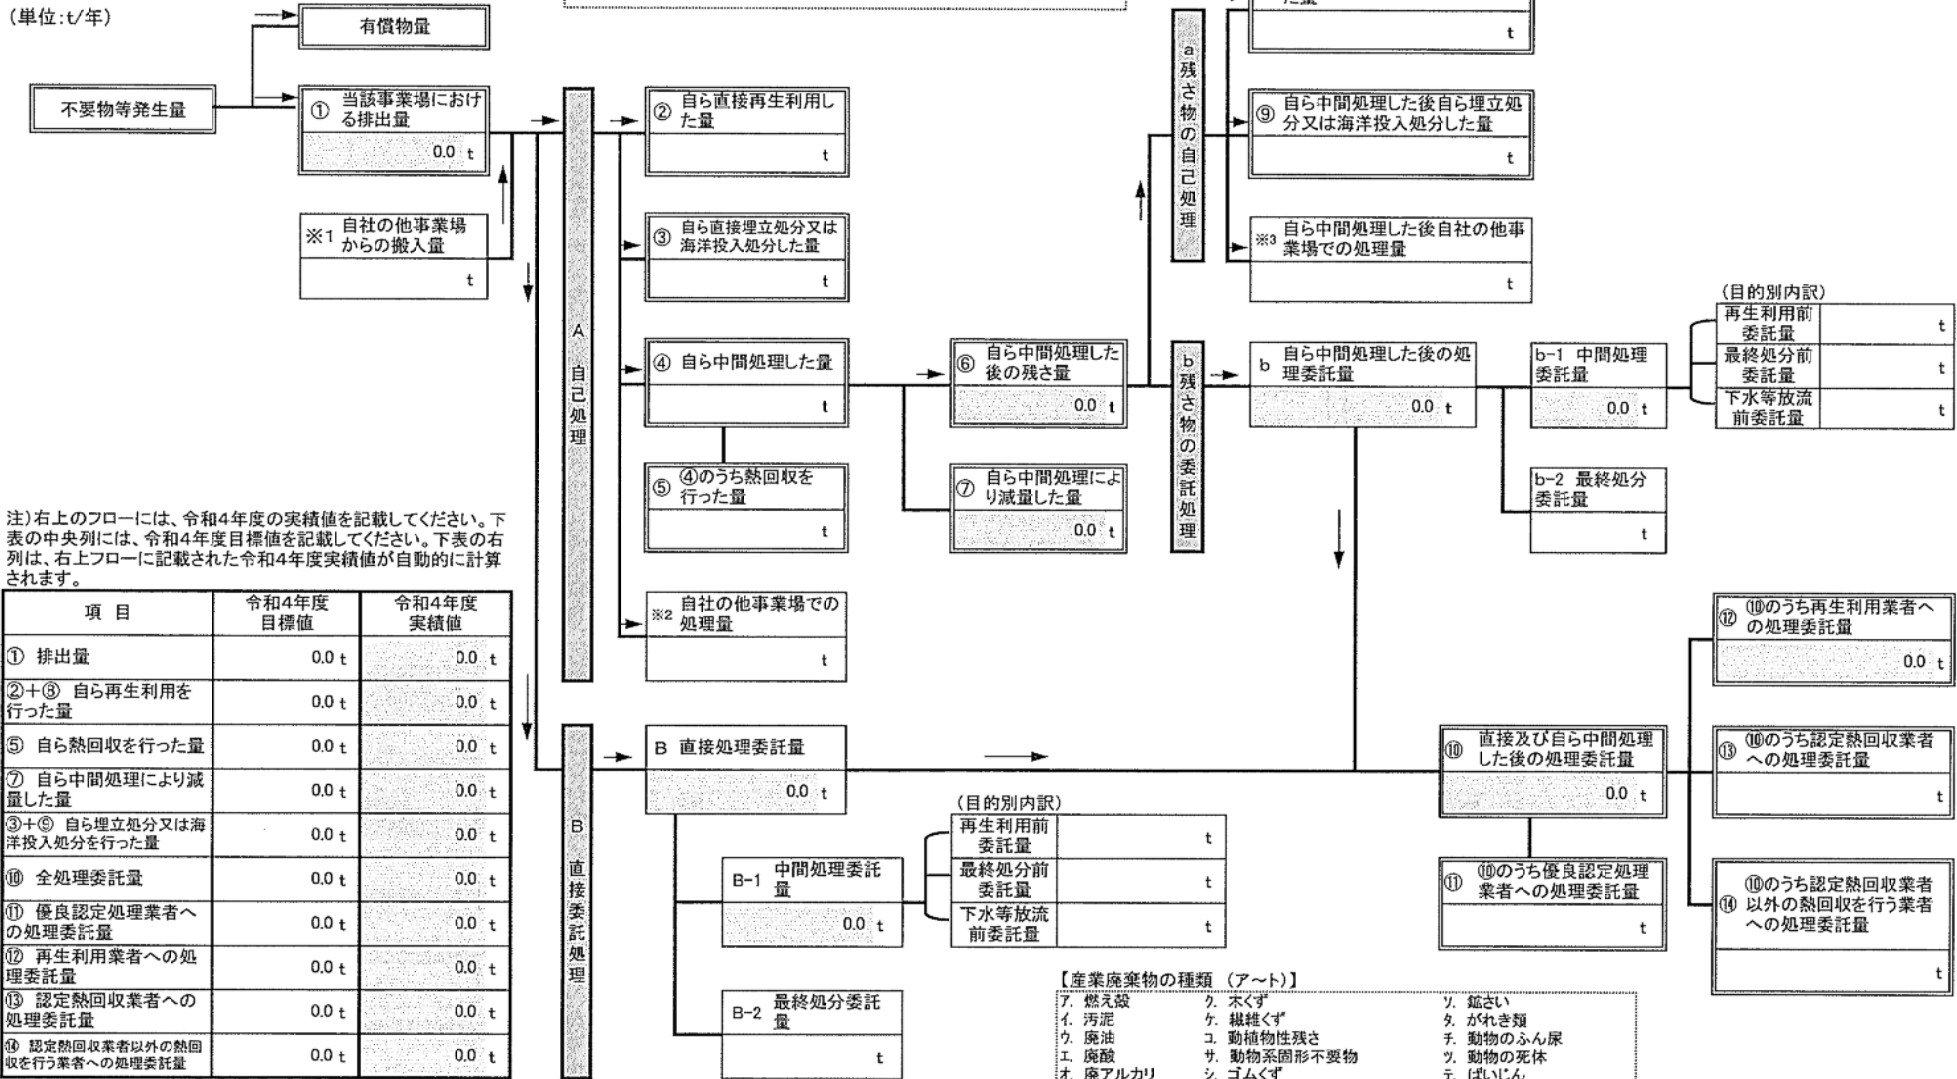 (単位:t/年)
有償物量
不要物等発生量
① 当該事業場におけ
る排出量
0.0 t
※1 自社の他事業場
からの搬入量
t
A 自己処理
② 自ら直接再生利用し
た量
t
③ 自ら直接埋立処分又は
海洋投入処分した量
t
④ 自ら中間処理した量
t
⑤ ④のうち熱回収を
行った量
t
※2 自社の他事業場での
処理量
t
⑥ 自ら中間処理した
後の残さ量
0.0 t
⑦ 自ら中間処理によ
り減量した量
0.0 t
a 残さ物の自己処理
た量
t
⑨ 自ら中間処理した後自ら埋立処
分又は海洋投入処分した量
t
※3 自ら中間処理した後自社の他事
業場での処理量
t
b 残さ物の委託処理
b 自ら中間処理した後の処
理委託量
0.0 t
b-1 中間処理
委託量
0.0 t
(目的別内訳)
再生利用前
委託量 t
最終処分前
委託量 t
下水等放流
前委託量 t
b-2 最終処分
委託量
t
注)右上のフローには、令和4年度の実績値を記載してください。下
表の中央列には、令和4年度目標値を記載してください。下表の右
列は、右上フローに記載された令和4年度実績値が自動的に計算
されます。
項 目 令和4年度
目標値 令和4年度
実績値
① 排出量 0.0 t 0.0 t
②+⑧ 自ら再生利用を
行った量 0.0 t 0.0 t
⑤ 自ら熱回収を行った量 0.0 t 0.0 t
⑦ 自ら中間処理により減
量した量 0.0 t 0.0 t
③+⑨ 自ら埋立処分又は海
洋投入処分を行った量 0.0 t 0.0 t
⑩ 全処理委託量 0.0 t 0.0 t
⑪ 優良認定処理業者へ
の処理委託量 0.0 t 0.0 t
⑫ 再生利用業者への処
理委託量 0.0 t 0.0 t
⑬ 認定熱回収業者への
処理委託量 0.0 t 0.0 t
⑭ 認定熱回収業者以外の熱回
収を行う業者への処理委託量 0.0 t 0.0 t
B 直接委託処理
B 直接処理委託量
0.0 t
B-1 中間処理委託
量
0.0 t
(目的別内訳)
再生利用前
委託量 t
最終処分前
委託量 t
下水等放流
前委託量 t
B-2 最終処分委託
量
t
⑩ 直接及び自ら中間処理
した後の処理委託量
0.0 t
⑪ ⑩のうち優良認定処理
業者への処理委託量
t
⑫ ⑩のうち再生利用業者へ
の処理委託量
0.0 t
⑬ ⑩のうち認定熱回収業者
への処理委託量
t
⑭ ⑩のうち認定熱回収業者
以外の熱回収を行う業者
への処理委託量
t
【産業廃棄物の種類 (ア~ト)】
ア. 燃え殻 ク. 木くず ソ. 鉱さい
イ. 汚泥 ケ. 繊維くず タ. がれき類
ウ. 廃油 コ. 動植物性残さ チ. 動物のふん尿
エ. 廃酸 サ. 動物系固形不要物 ツ. 動物の死体
オ. 廃アルカリ シ. ゴムくず テ. ばいじん